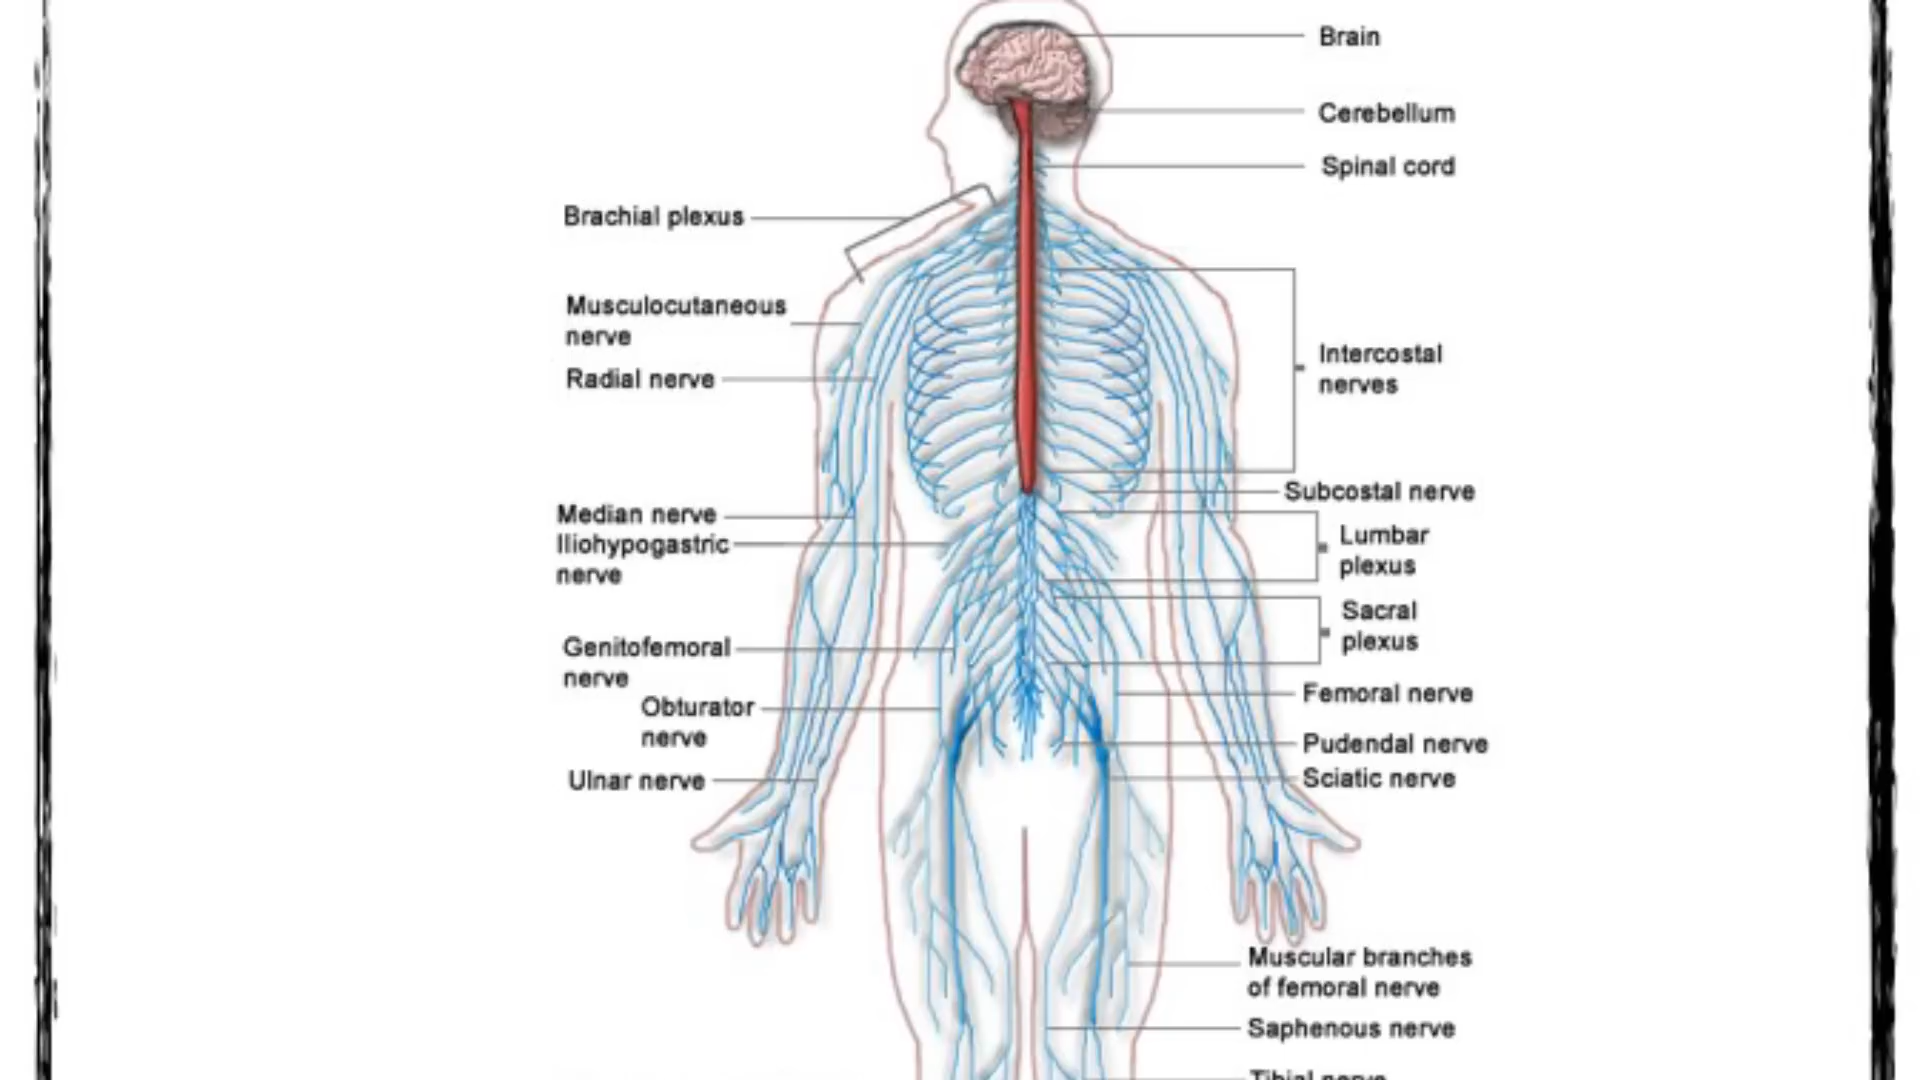 Brain
Cerebellum
Spinal cord
Brachial plexus
Musculocutaneous
nerve
Radial nerve
Intercostal
nerves
Subcostal nerve
Median nerve
Iliohypogastric
nerve
Lumbar
plexus
Sacral
plexus
Genitofemoral
nerve
Obturator
nerve
Femoral nerve
Pudendal nerve
Ulnar nerve
Sciatic nerve
Muscular branches
of femoral nerve
Saphenous nerve
Tibial nerve